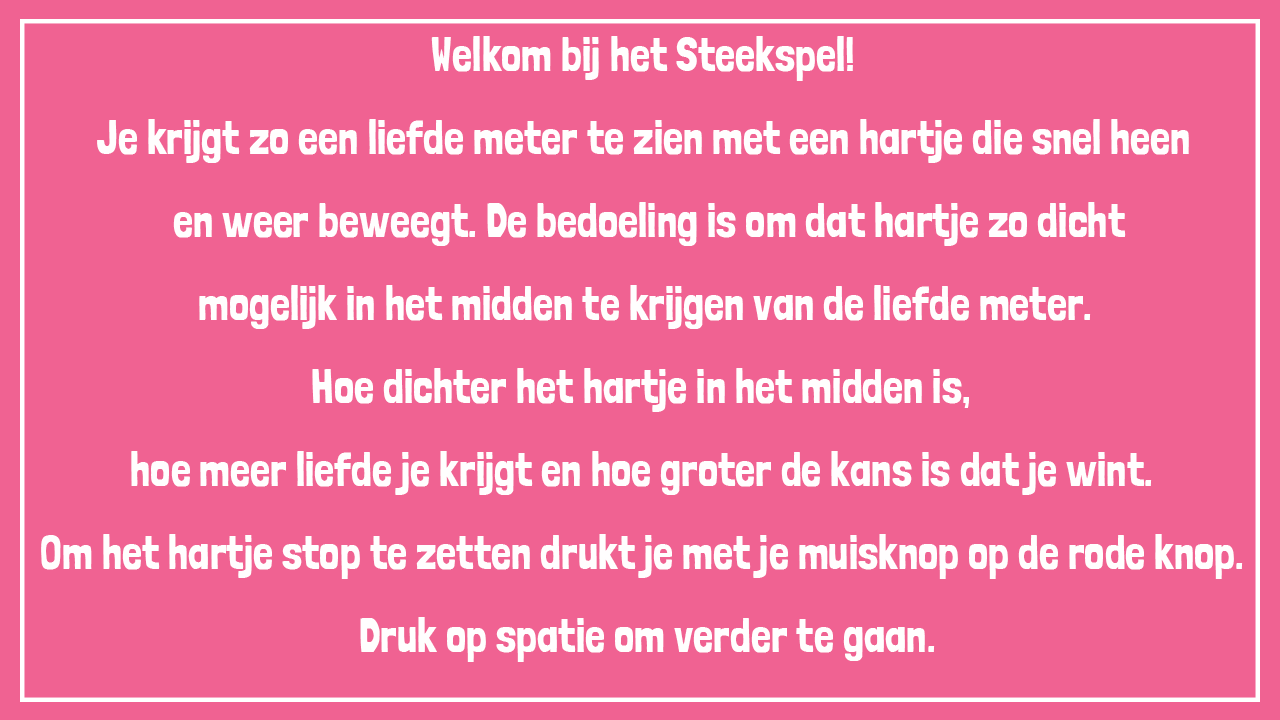 Welkom bij het Steekspel!
Je krijgt zo een liefde meter te zien met een hartje die snel heen
en weer beweegt. De bedoeling is om dat hartje zo dicht
mogelijk in het midden te krijgen van de liefde meter.
Hoe dichter het hartje in het midden is,
hoe meer liefde je krijgt en hoe groter de kans is dat je wint.
Om het hartje stop te zetten drukt je met je muisknop op de rode knop.
Druk op spatie om verder te gaan.